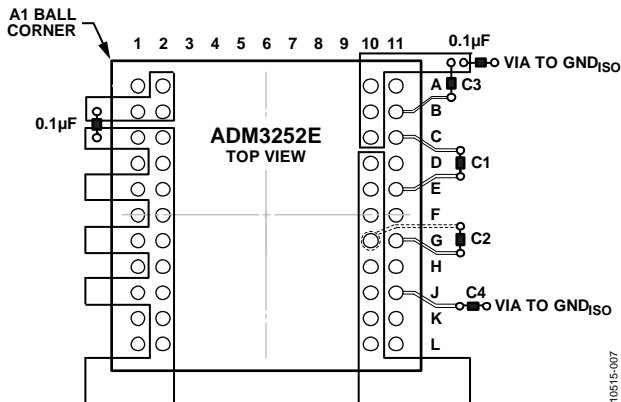 A1 BALL
CORNER
1 2 3 4 5 6 7 8 9 10 11
0.1µF
VIA TO GNDISO
A
C3
B
0.1µF
ADM3252E
TOP VIEW
C
D
C1
E
F
G
C2
H
J
C4
VIA TO GNDISO
K
L
10515-007